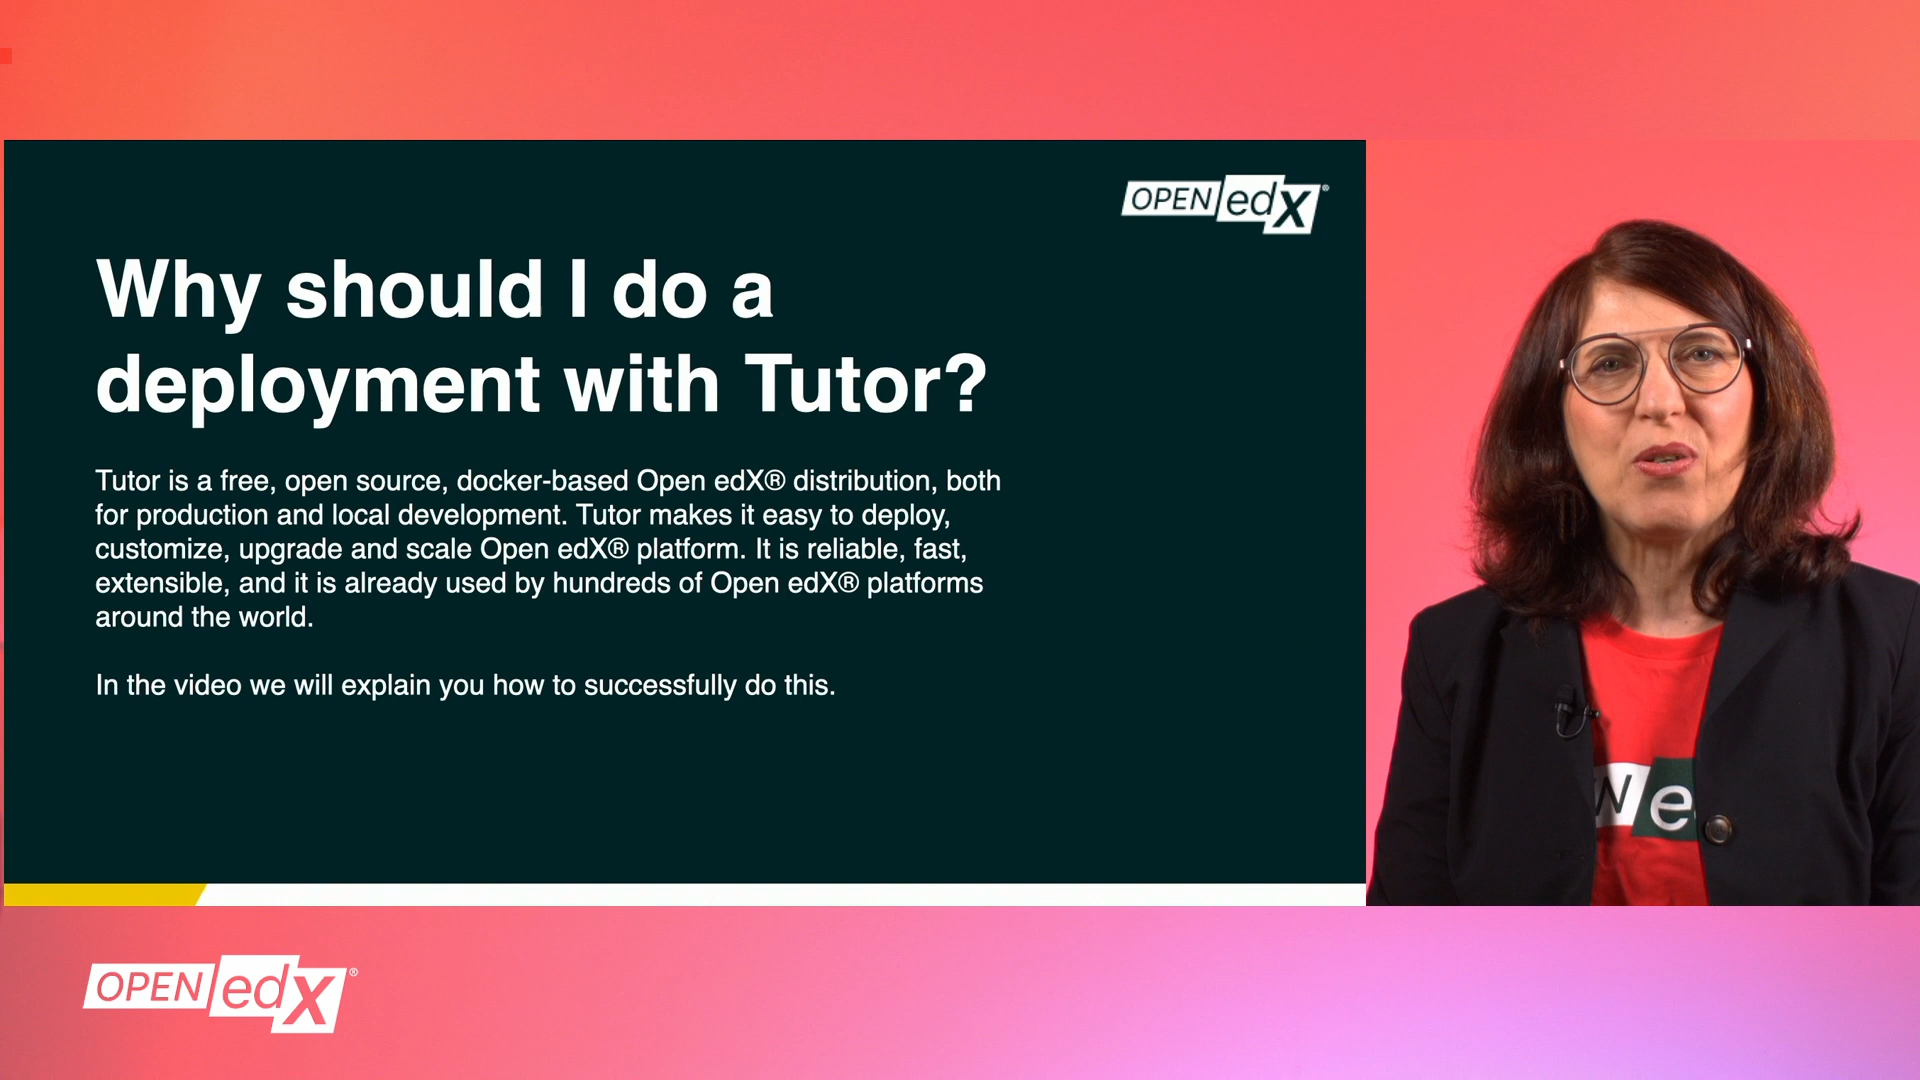 OPEN edX®
Why should I do a
deployment with Tutor?
Tutor is a free, open source, docker-based Open edX® distribution, both
for production and local development. Tutor makes it easy to deploy,
customize, upgrade and scale Open edX® platform. It is reliable, fast,
extensible, and it is already used by hundreds of Open edX® platforms
around the world.
In the video we will explain you how to successfully do this.
W e
OPEN edX®